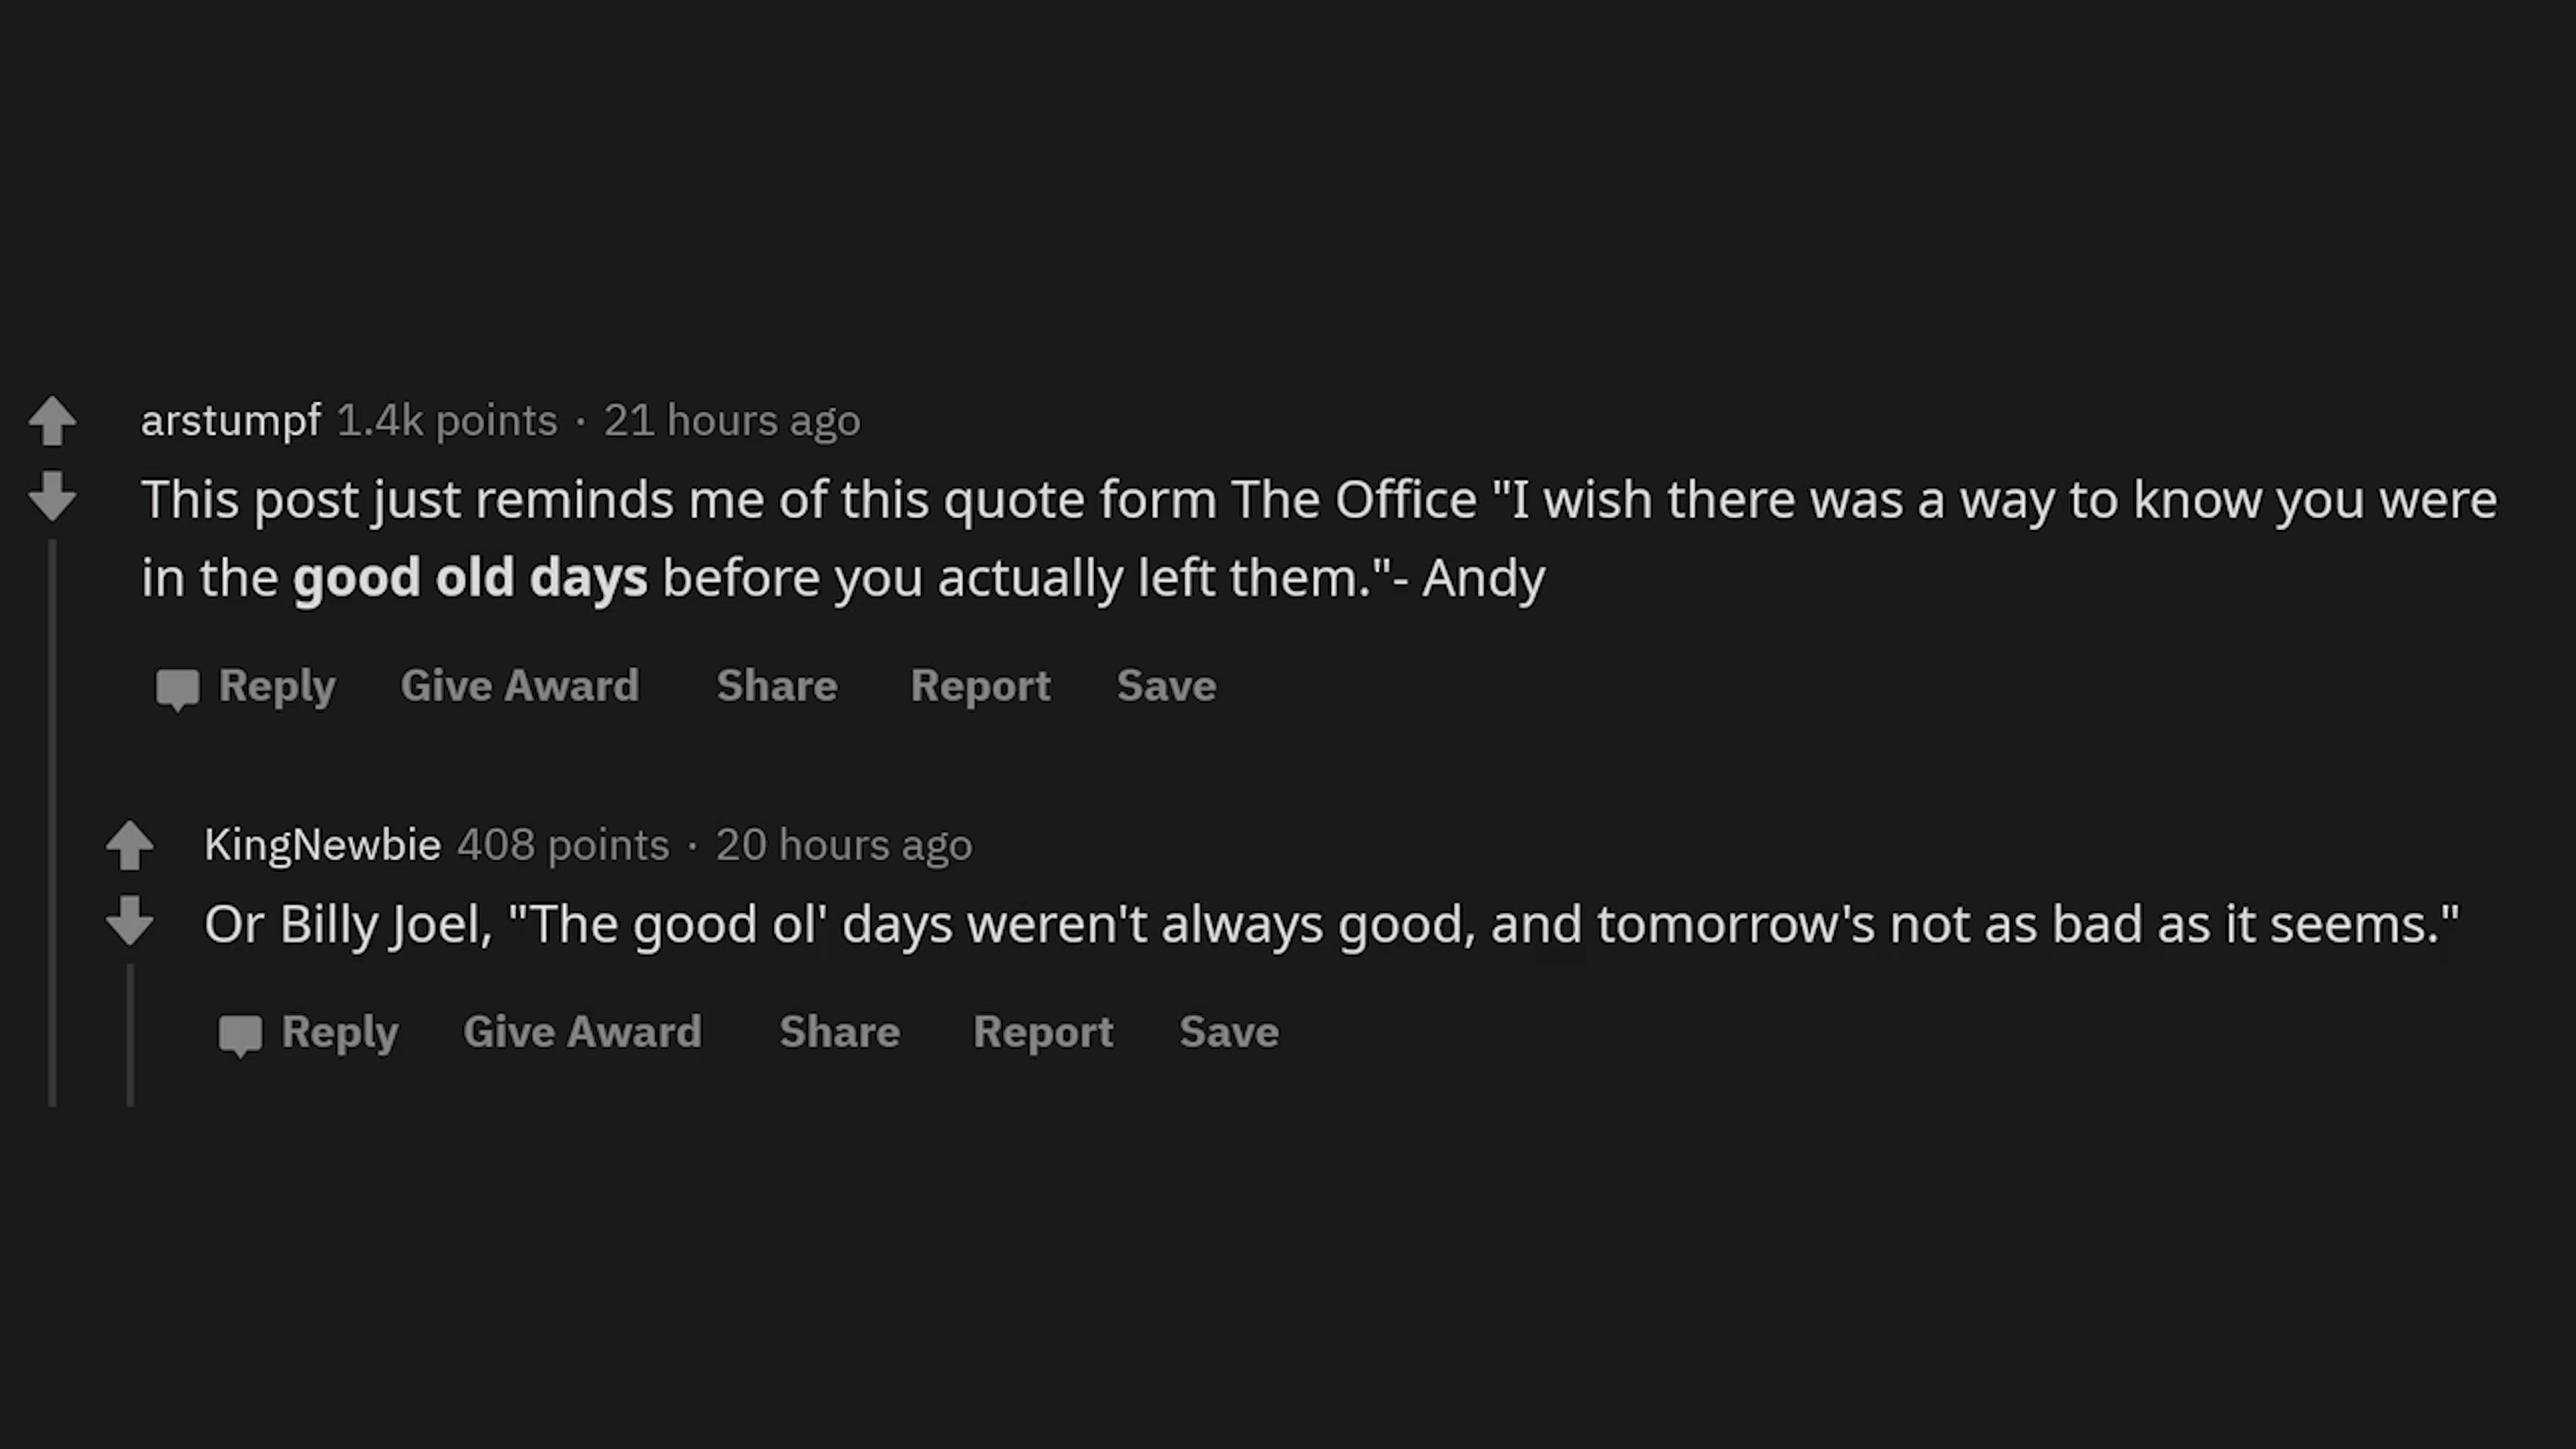 arstumpf 1.4k points · 21 hours ago
This post just reminds me of this quote form The Office "I wish there was a way to know you were
in the good old days before you actually left them."- Andy
Reply Give Award Share Report Save
KingNewbie 408 points · 20 hours ago
Or Billy Joel, "The good ol' days weren't always good, and tomorrow's not as bad as it seems."
Reply Give Award Share Report Save